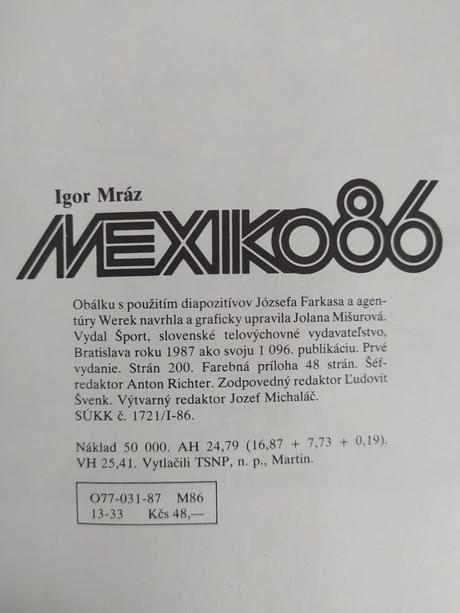 Igor Mráz
MEXIKO86
Obálku s použitím diapozitívov Józsefa Farkasa a agen-
túry Werek navrhla a graficky upravila Jolana Mišurová.
Vydal Šport, slovenské telovýchovné vydavateľstvo,
Bratislava roku 1987 ako svoju 1 096. publikáciu. Prvé
vydanie. Strán 200. Farebná príloha 48 strán. Šéf-
redaktor Anton Richter. Zodpovedný redaktor Ľudovít
Švenk. Výtvarný redaktor Jozef Michaláč.
SÚKK č. 1721/I-86.
Náklad 50 000. AH 24,79 (16,87 + 7,73 + 0,19).
VH 25,41. Vytlačili TSNP, n. p., Martin.
O77-031-87 M86
13-33 Kčs 48,—